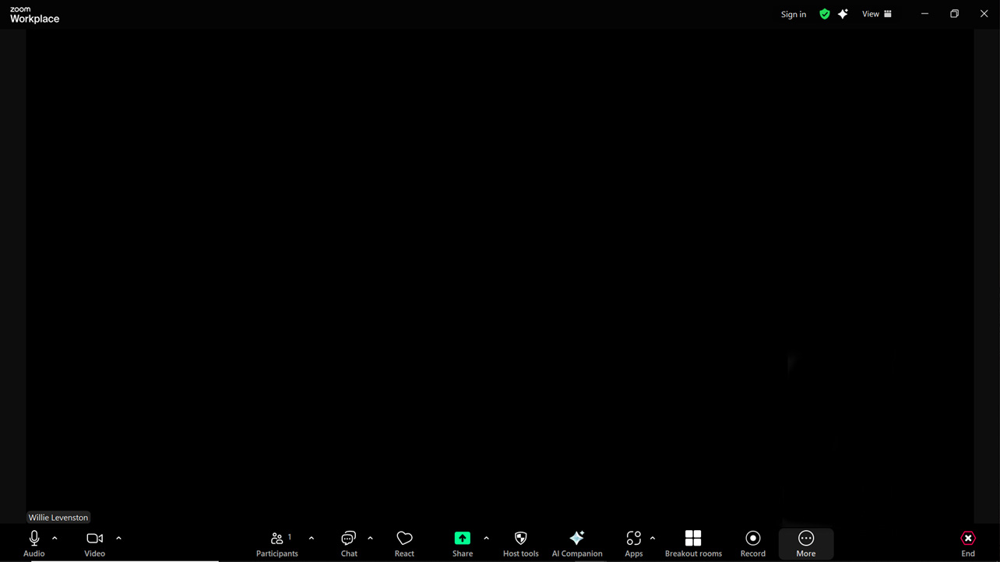 zoom
Workplace
Sign in
View
Willie Levenston
Audio
Video
Participants
1
Chat
React
Share
Host tools
AI Companion
Apps
Breakout rooms
Record
More
End